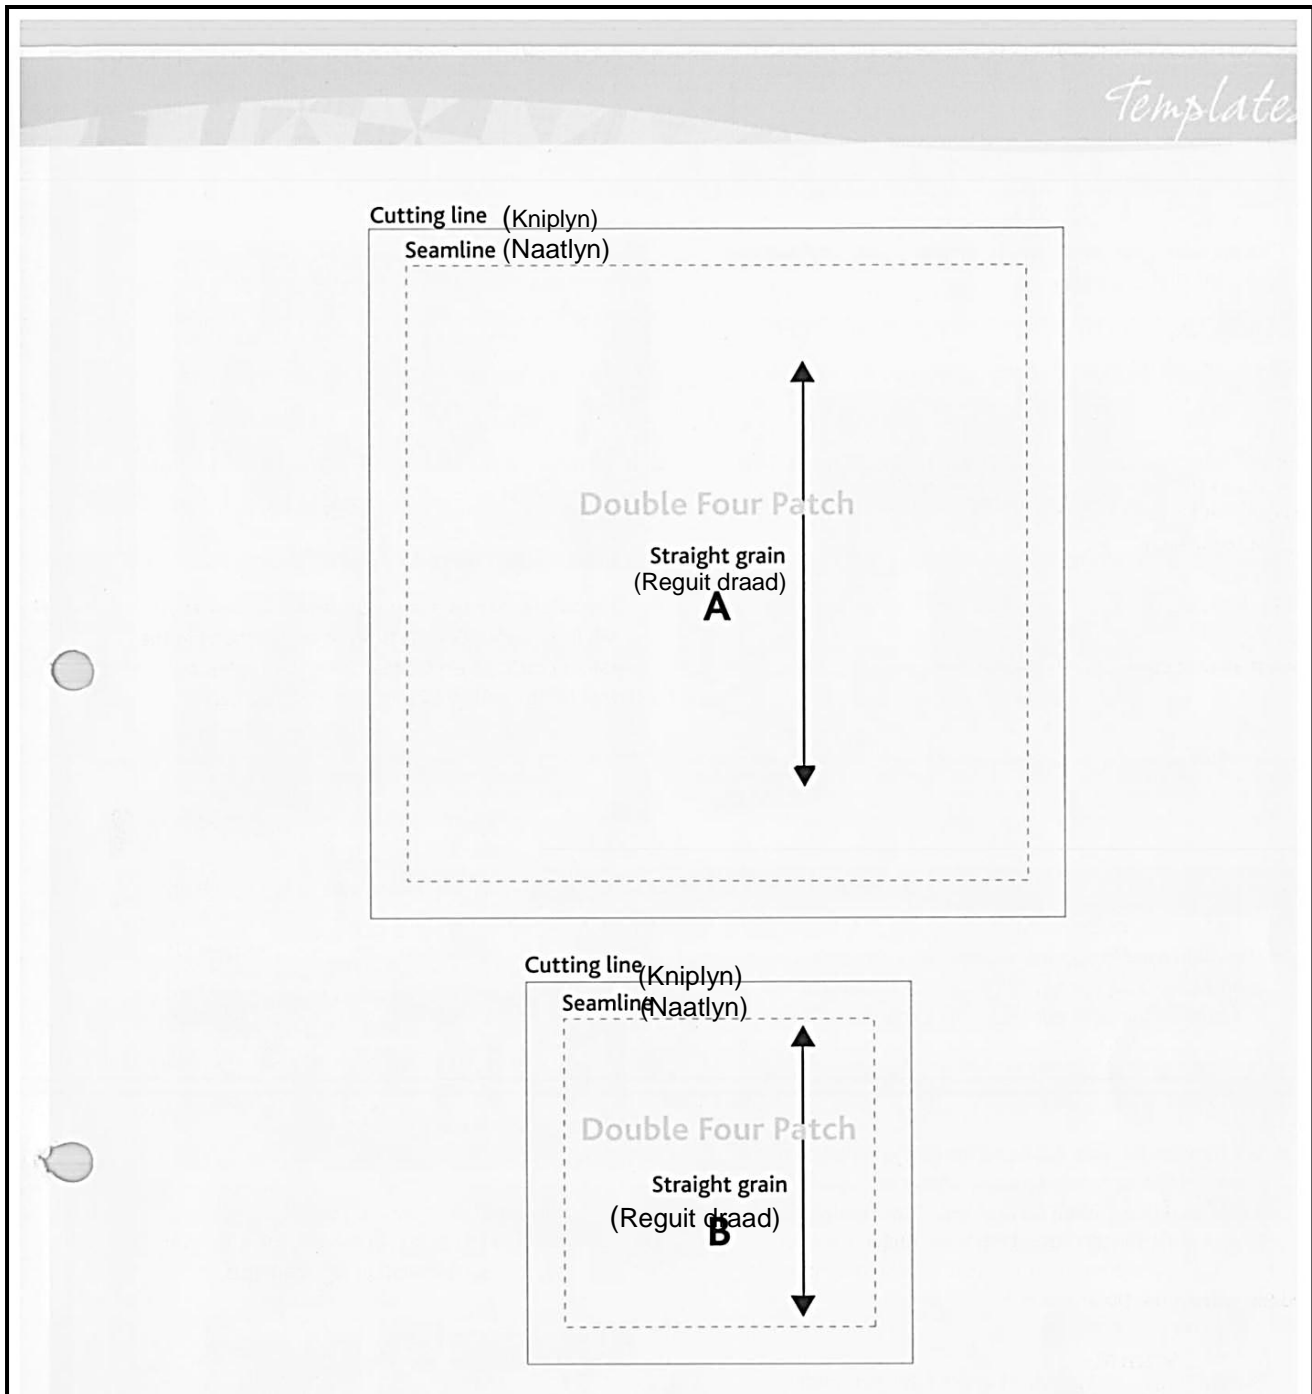 Templates
Cutting line (Kniplyn)
Seamline (Naatlyn)
Double Four Patch
Straight grain
(Reguit draad)
A
Cutting line (Kniplyn)
Seamline (Naatlyn)
Double Four Patch
Straight grain
(Reguit draad)
B